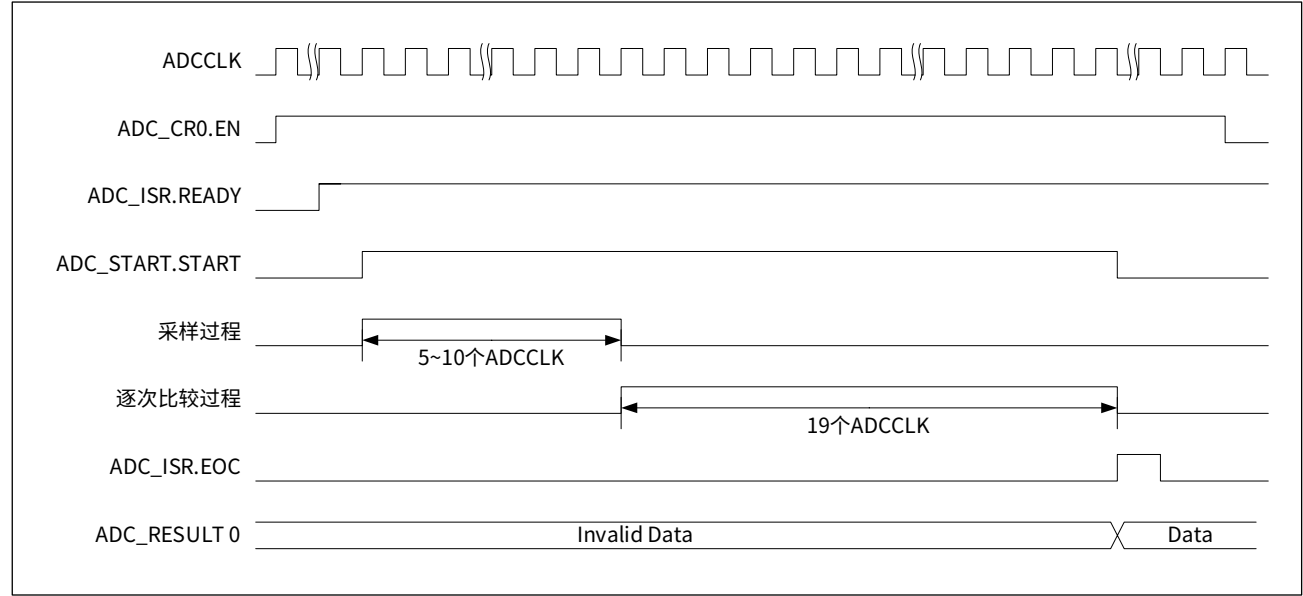 ADCCLK
ADC_CR0.EN
ADC_ISR.READY
ADC_START.START
采样过程
5~10个ADCCLK
逐次比较过程
19个ADCCLK
ADC_ISR.EOC
ADC_RESULT 0 Invalid Data Data